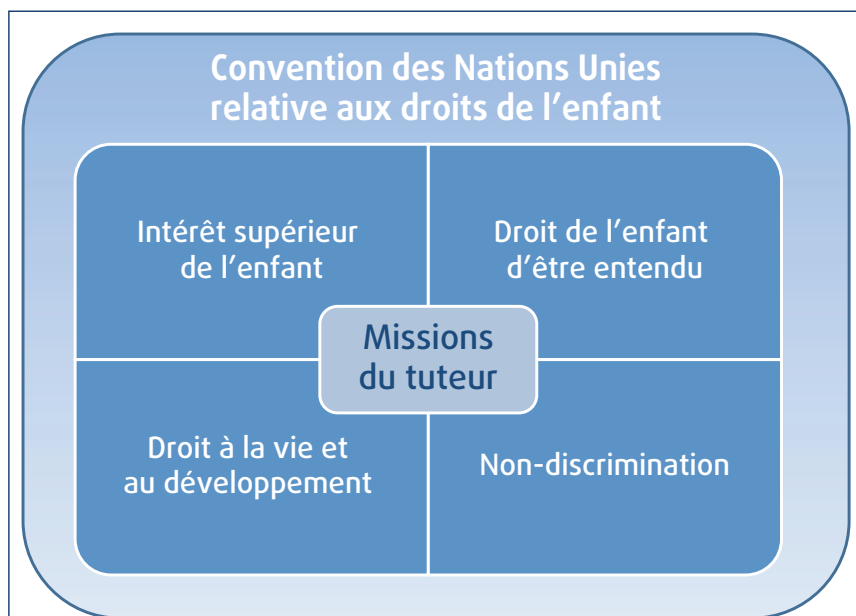 Convention des Nations Unies
relative aux droits de l’enfant
Intérêt supérieur
de l’enfant
Droit de l’enfant
d’être entendu
Missions
du tuteur
Droit à la vie et
au développement
Non-discrimination